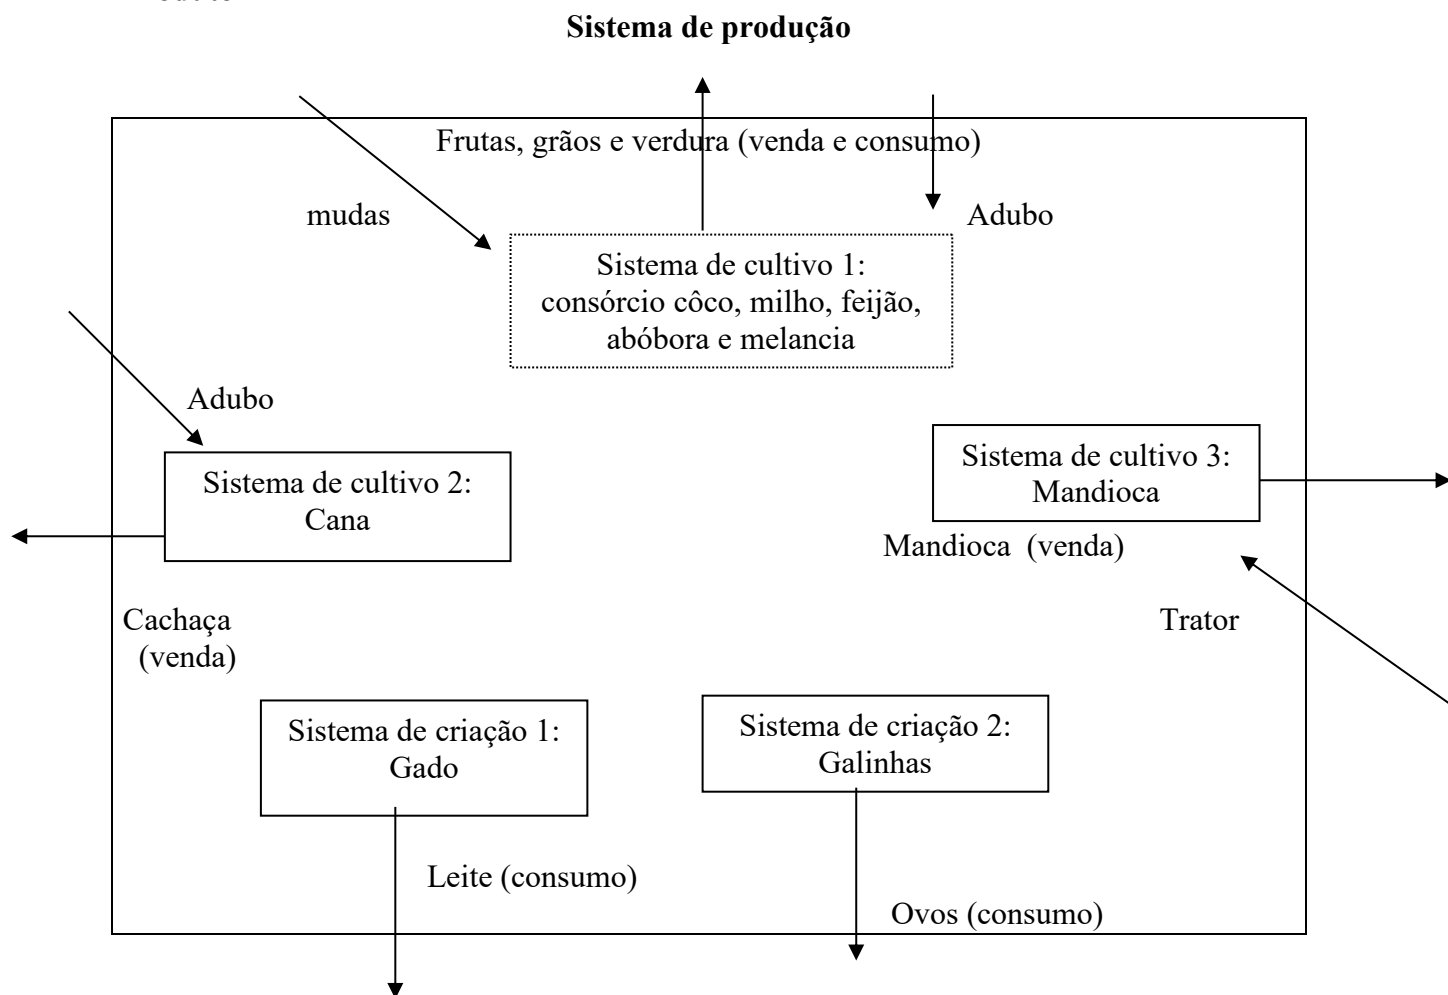 Sistema de produção
Frutas, grãos e verdura (venda e consumo)
mudas
Adubo
Sistema de cultivo 1:
consórcio côco, milho, feijão,
abóbora e melancia
Adubo
Sistema de cultivo 2:
Cana
Sistema de cultivo 3:
Mandioca
Mandioca (venda)
Cachaça
(venda)
Trator
Sistema de criação 1:
Gado
Sistema de criação 2:
Galinhas
Leite (consumo)
Ovos (consumo)